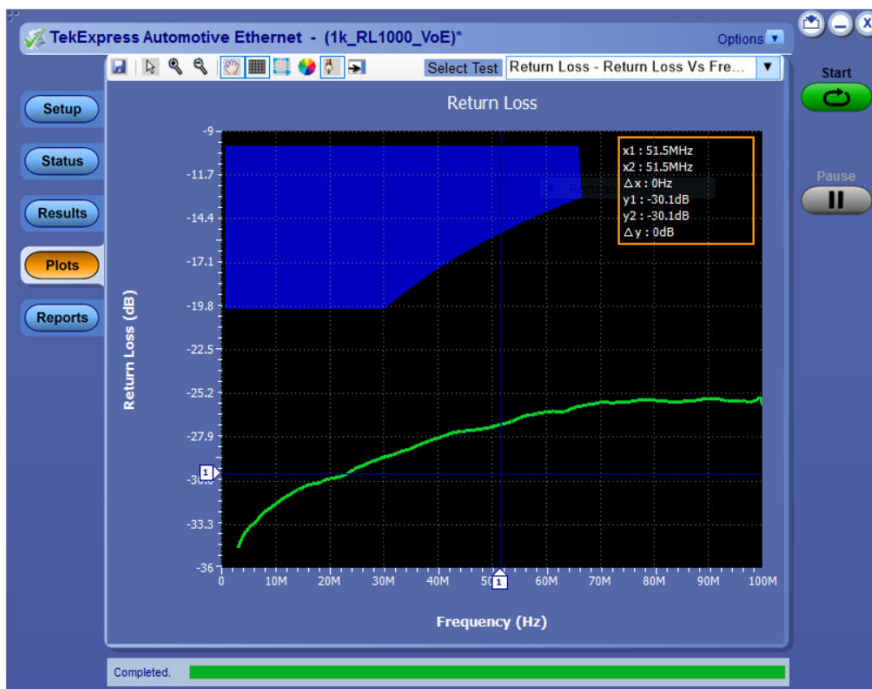 TekExpress Automotive Ethernet - (1k_RL1000_VoE)*
Options
Select Test
Return Loss - Return Loss Vs Fre...
Start
Pause
Setup
Status
Results
Plots
Reports
Return Loss
x1 : 51.5MHz
x2 : 51.5MHz
Δx : 0Hz
y1 : -30.1dB
y2 : -30.1dB
Δy : 0dB
Return Loss (dB)
-9
-11.7
-14.4
-17.1
-19.8
-22.5
-25.2
-27.9
-33.3
-36
1
0
10M
20M
30M
40M
60M
70M
80M
90M
100M
1
Frequency (Hz)
Completed.